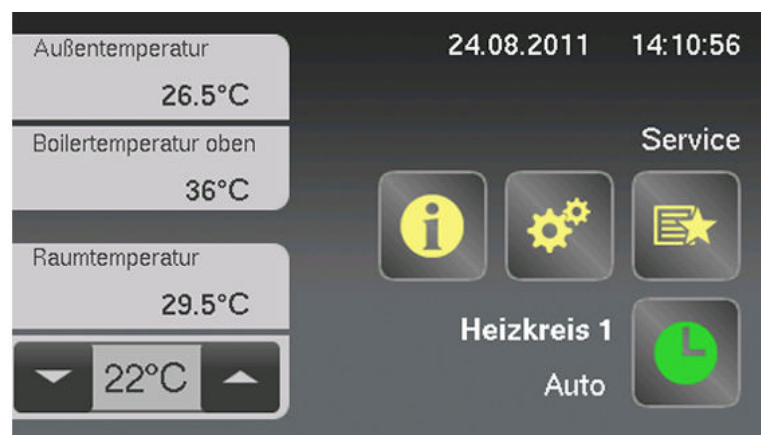 Außentemperatur
26.5°C
Boilertemperatur oben
36°C
Raumtemperatur
29.5°C
22°C
24.08.2011 14:10:56
Service
Heizkreis 1
Auto